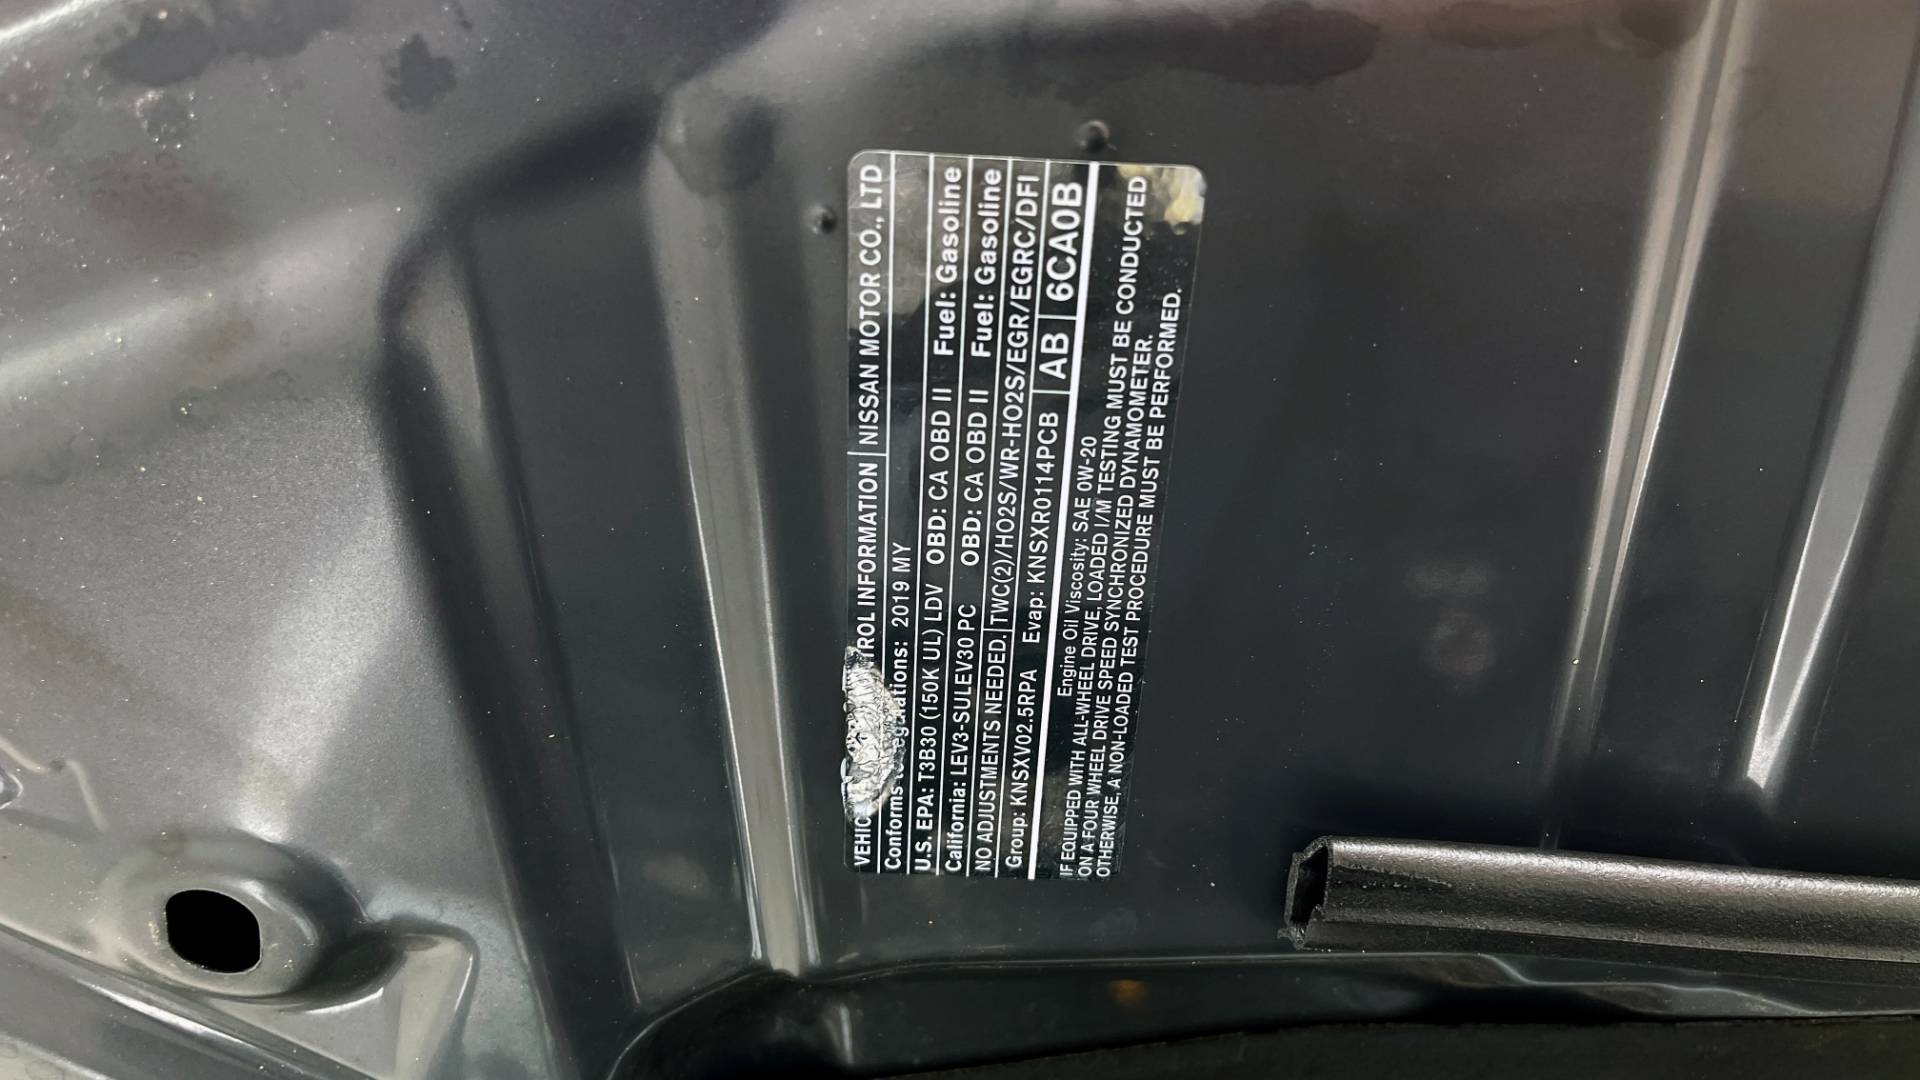 VEHIC TROL INFORMATION NISSAN MOTOR CO., LTD
Conforms to regulations: 2019 MY
U.S. EPA: T3B30 (150K UL) LDV OBD: CA OBD II Fuel: Gasoline
California: LEV3-SULEV30 PC OBD: CA OBD II Fuel: Gasoline
NO ADJUSTMENTS NEEDED. TWC(2)/HO2S/WR-HO2S/EGR/EGRC/DFI
Group: KNSXV02.5RPA Evap: KNSXR0114PCB AB 6CA0B
Engine Oil Viscosity: SAE 0W-20
IF EQUIPPED WITH ALL-WHEEL DRIVE, LOADED I/M TESTING MUST BE CONDUCTED
ON A FOUR WHEEL DRIVE SPEED SYNCHRONIZED DYNAMOMETER.
OTHERWISE, A NON-LOADED TEST PROCEDURE MUST BE PERFORMED.